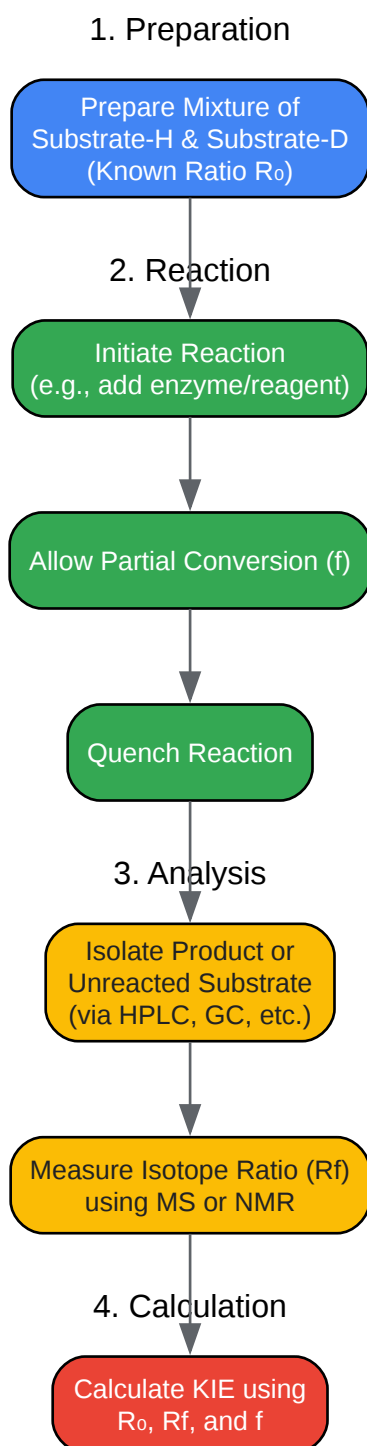 1. Preparation
Prepare Mixture of
Substrate-H & Substrate-D
(Known Ratio R₀)
2. Reaction
Initiate Reaction
(e.g., add enzyme/reagent)
Allow Partial Conversion (f)
Quench Reaction
3. Analysis
Isolate Product or
Unreacted Substrate
(via HPLC, GC, etc.)
Measure Isotope Ratio (Rf)
using MS or NMR
4. Calculation
Calculate KIE using
R₀, Rf, and f